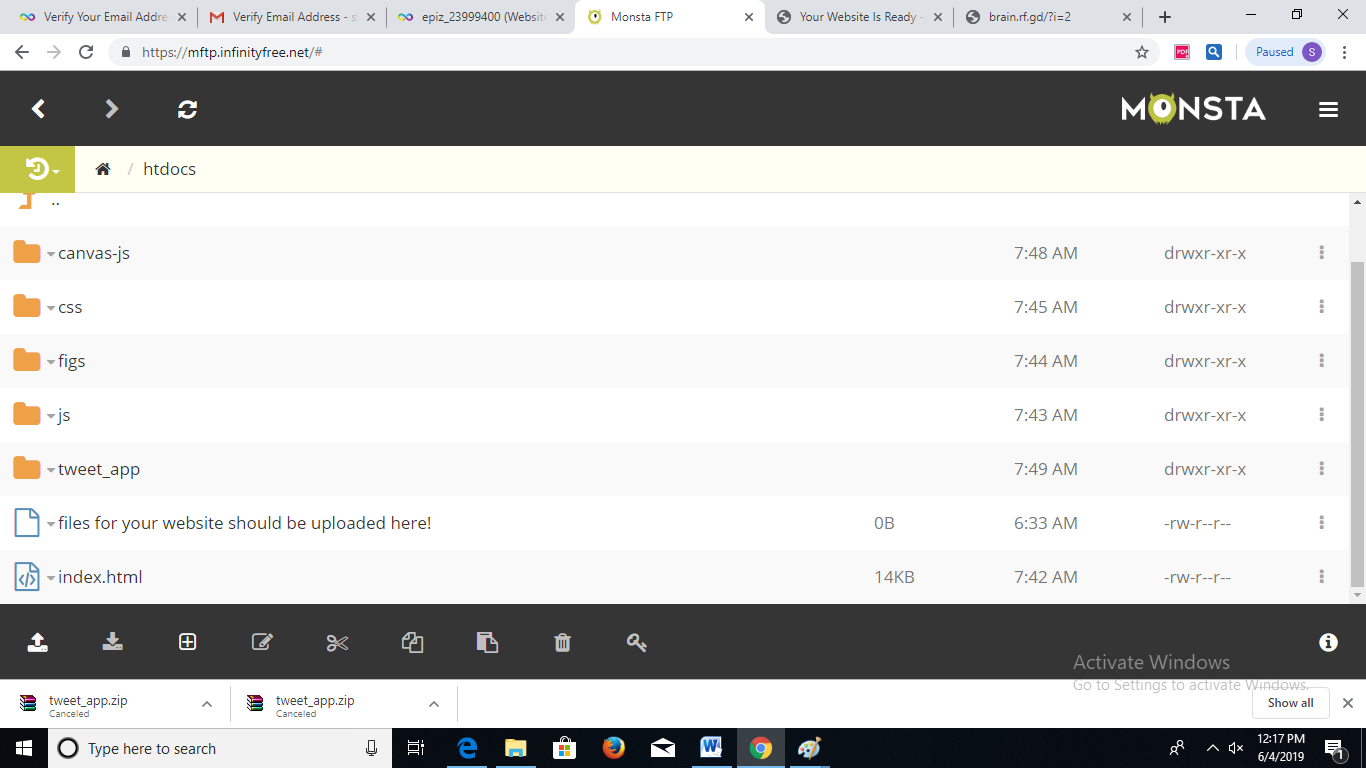 Verify Your Email Addre
Verify Email Address - s
epiz_23999400 (Website
Monsta FTP
Your Website Is Ready -
brain.rf.gd/?i=2
https://mftp.infinityfree.net/#
PDF
Paused
S
MONSTA
/ htdocs
..
canvas-js 7:48 AM drwxr-xr-x
css 7:45 AM drwxr-xr-x
figs 7:44 AM drwxr-xr-x
js 7:43 AM drwxr-xr-x
tweet_app 7:49 AM drwxr-xr-x
files for your website should be uploaded here! 0B 6:33 AM -rw-r--r--
index.html 14KB 7:42 AM -rw-r--r--
Activate Windows
Go to Settings to activate Windows.
tweet_app.zip
Canceled
tweet_app.zip
Canceled
Show all
Type here to search
12:17 PM
6/4/2019
1